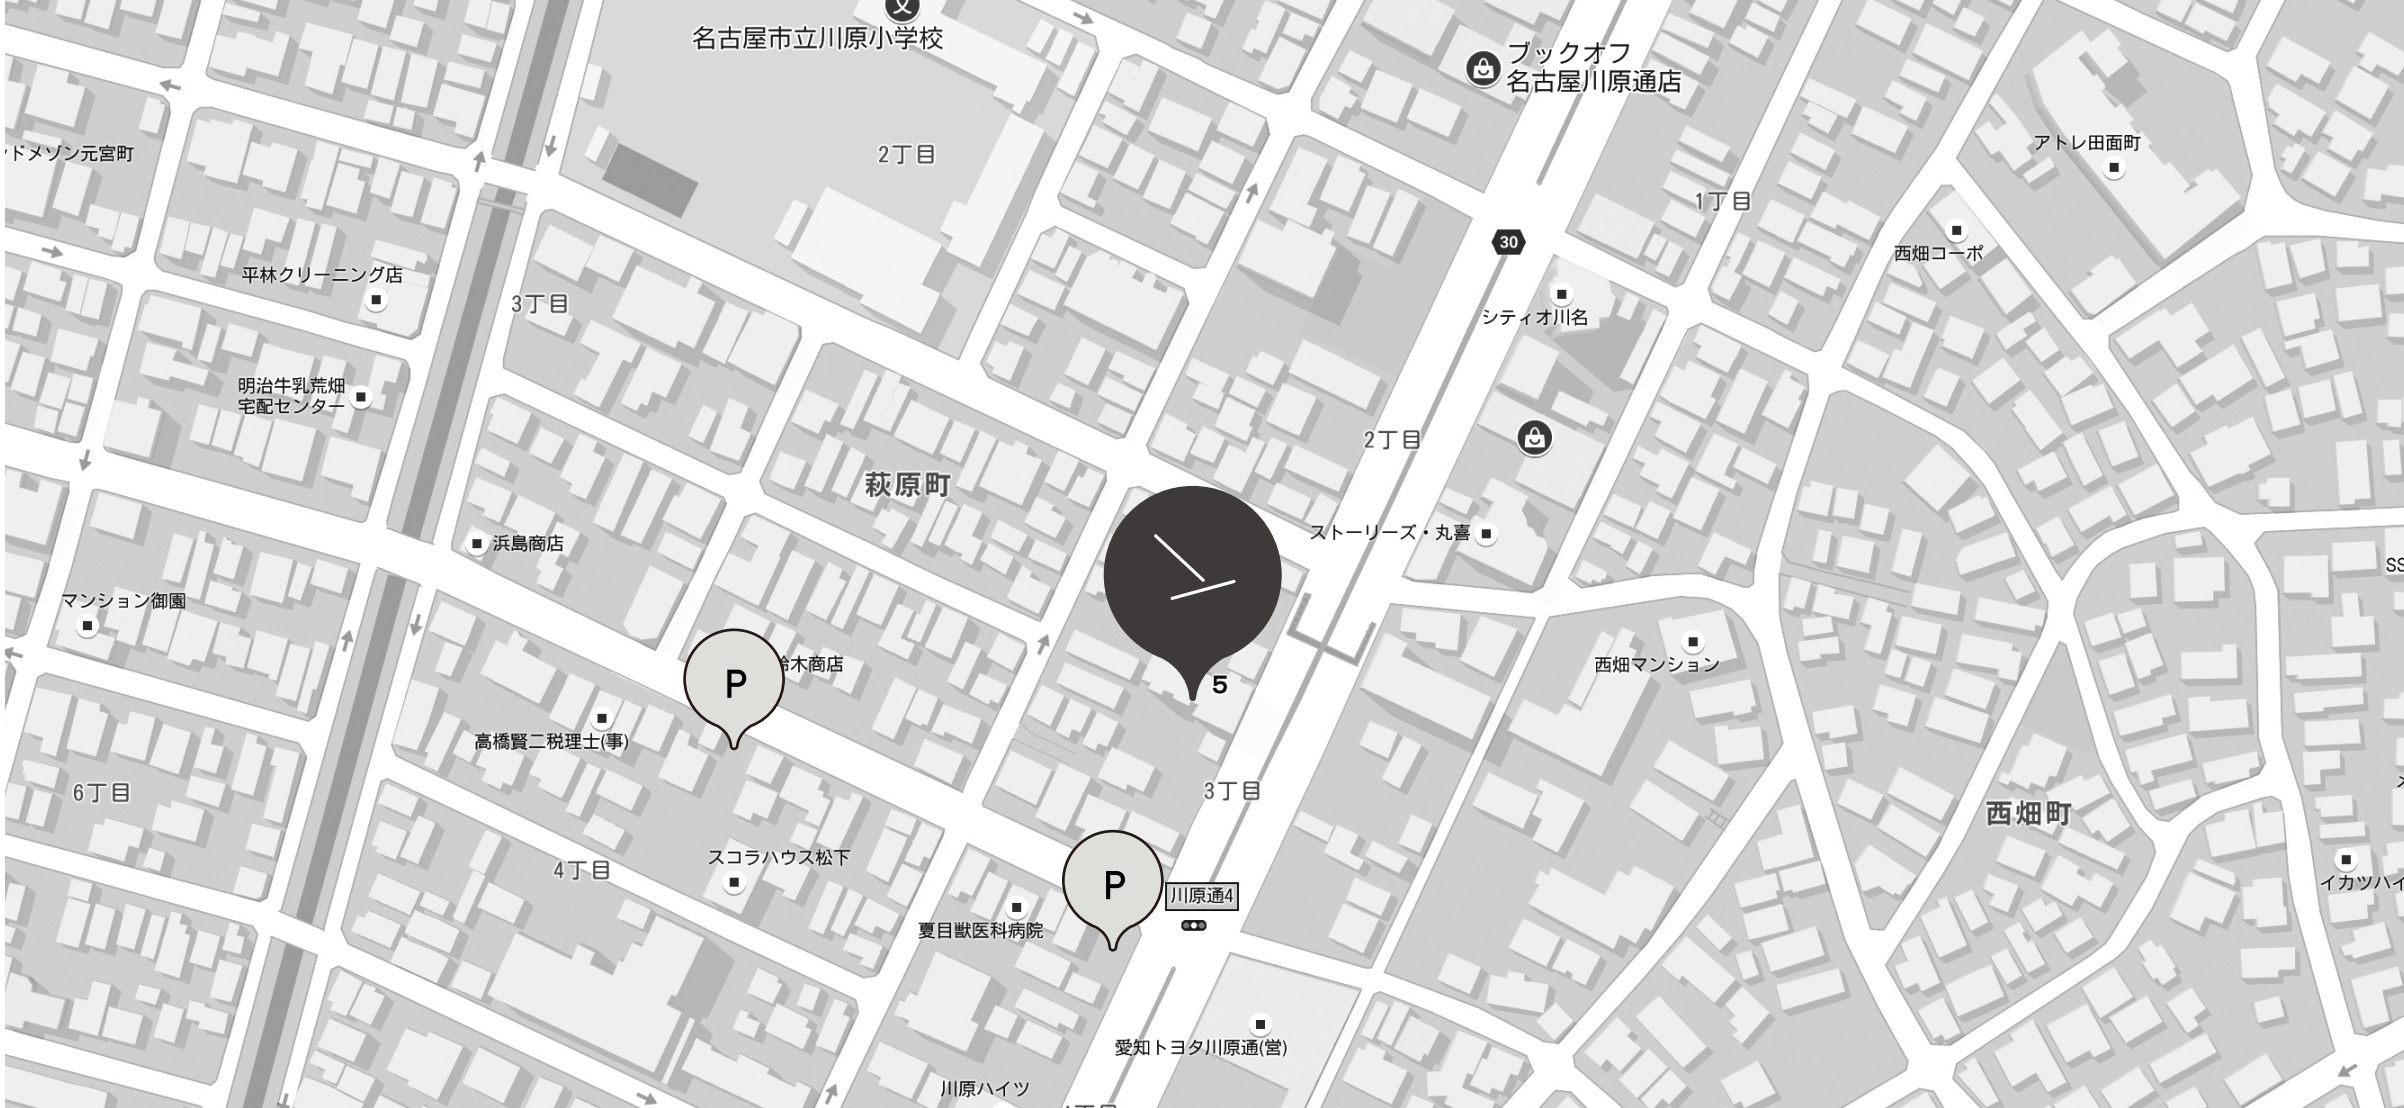 文
名古屋市立川原小学校
ブックオフ
名古屋川原通店
2丁目
ドメゾン元宮町
アトレ田面町
1丁目
30
西畑コーポ
平林クリーニング店
3丁目
シティオ川名
明治牛乳荒畑
宅配センター
2丁目
萩原町
ストーリーズ・丸喜
浜島商店
SS
マンション御園
木商店
西畑マンション
P
5
高橋賢二税理士(事)
6丁目
3丁目
西畑町
スコラハウス松下
4丁目
P
川原通4
イカツハイ
夏目獣医科病院
愛知トヨタ川原通(営)
川原ハイツ